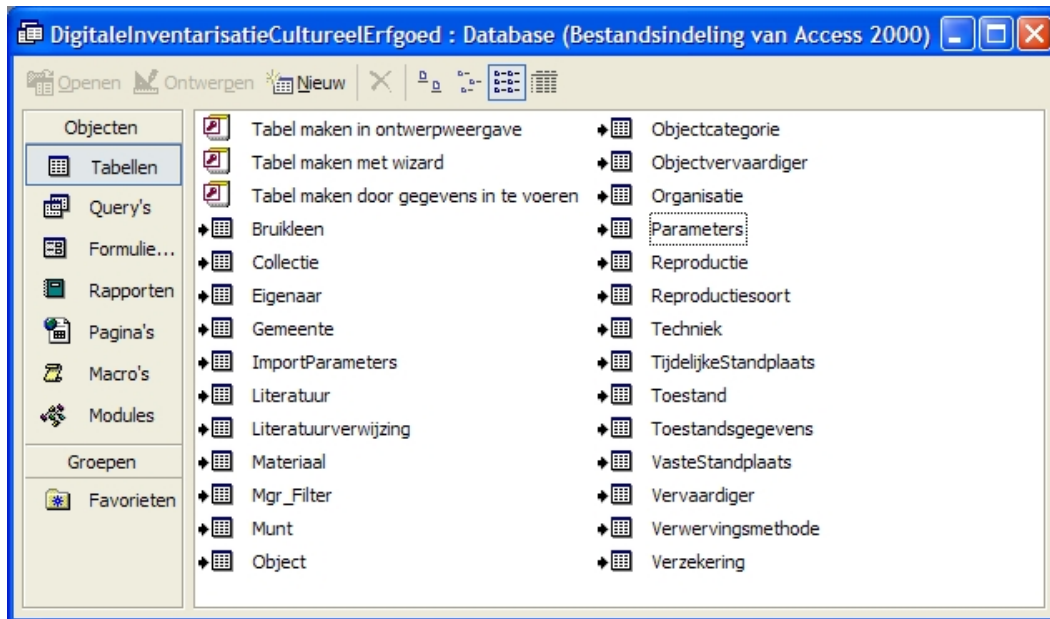 DigitaleInventarisatieCultureelErfgoed : Database (Bestandsindeling van Access 2000)
Openen Ontwerpen Nieuw
Objecten
Tabellen
Query's
Formulie...
Rapporten
Pagina's
Macro's
Modules
Groepen
Favorieten
Tabel maken in ontwerpweergave
Tabel maken met wizard
Tabel maken door gegevens in te voeren
Bruikleen
Collectie
Eigenaar
Gemeente
ImportParameters
Literatuur
Literatuurverwijzing
Materiaal
Mgr_Filter
Munt
Object
Objectcategorie
Objectvervaardiger
Organisatie
Parameters
Reproductie
Reproductiesoort
Techniek
TijdelijkeStandplaats
Toestand
Toestandsgegevens
VasteStandplaats
Vervaardiger
Verwervingsmethode
Verzekering